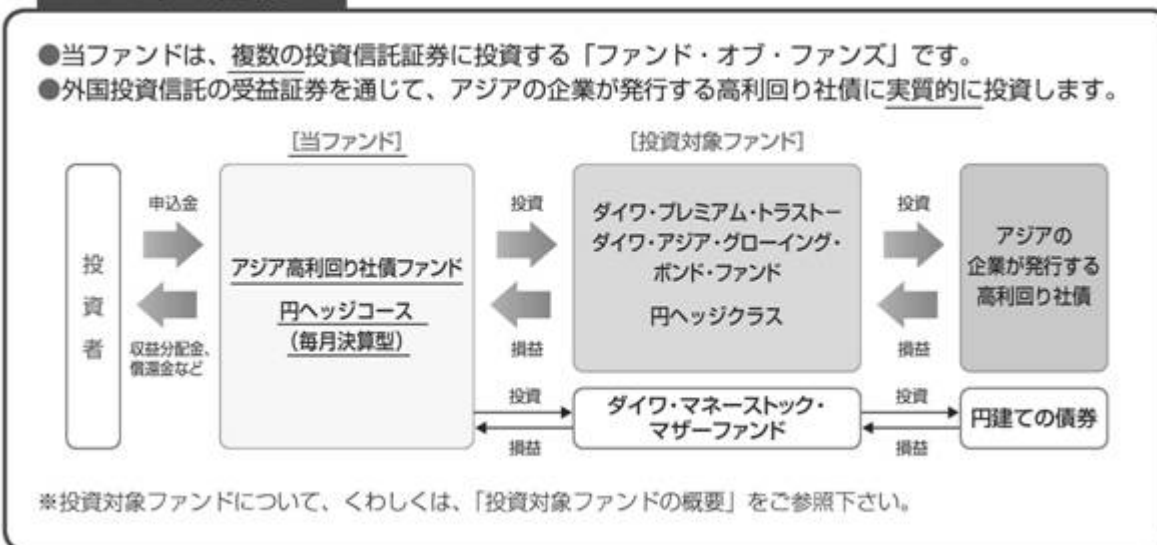 ●当ファンドは、複数の投資信託証券に投資する「ファンド・オブ・ファンズ」です。
●外国投資信託の受益証券を通じて、アジアの企業が発行する高利回り社債に実質的に投資します。
[当ファンド]
[投資対象ファンド]
投資者
申込金
収益分配金、
償還金など
アジア高利回り社債ファンド
円ヘッジコース
（毎月決算型）
投資
損益
ダイワ・プレミアム・トラスト－
ダイワ・アジア・グローイング・
ボンド・ファンド
円ヘッジクラス
投資
損益
アジアの
企業が発行する
高利回り社債
投資
損益
ダイワ・マネーストック・
マザーファンド
投資
損益
円建ての債券
※投資対象ファンドについて、くわしくは、「投資対象ファンドの概要」をご参照下さい。